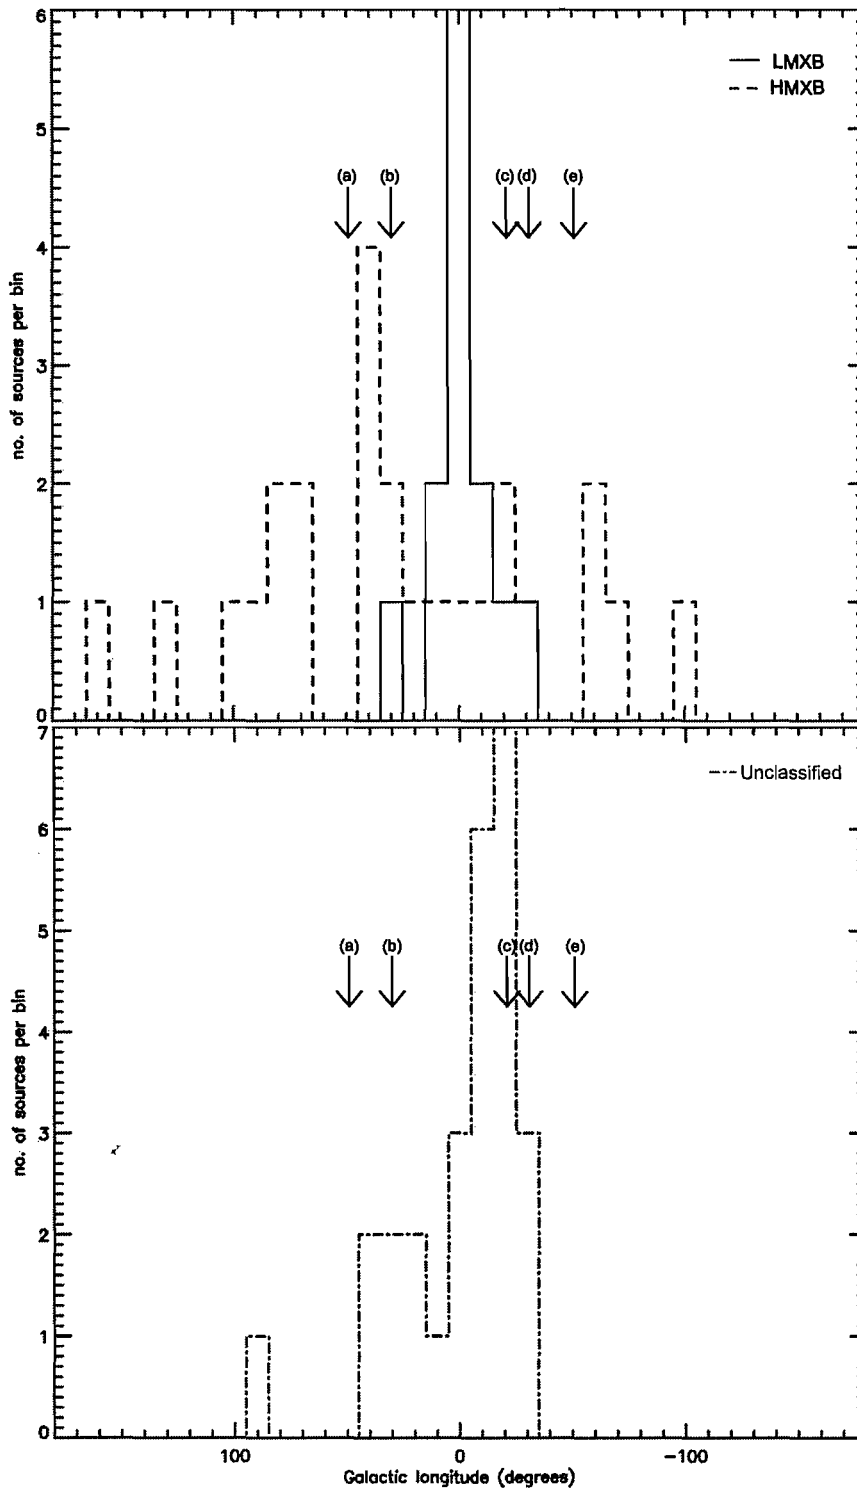 6
5
4
3
2
1
0
no. of sources per bin
LMXB
HMXB
(a) (b) (c) (d) (e)
7
6
5
4
3
2
1
0
no. of sources per bin
Unclassified
(a) (b) (c) (d) (e)
100 0 -100
Galactic longitude (degrees)